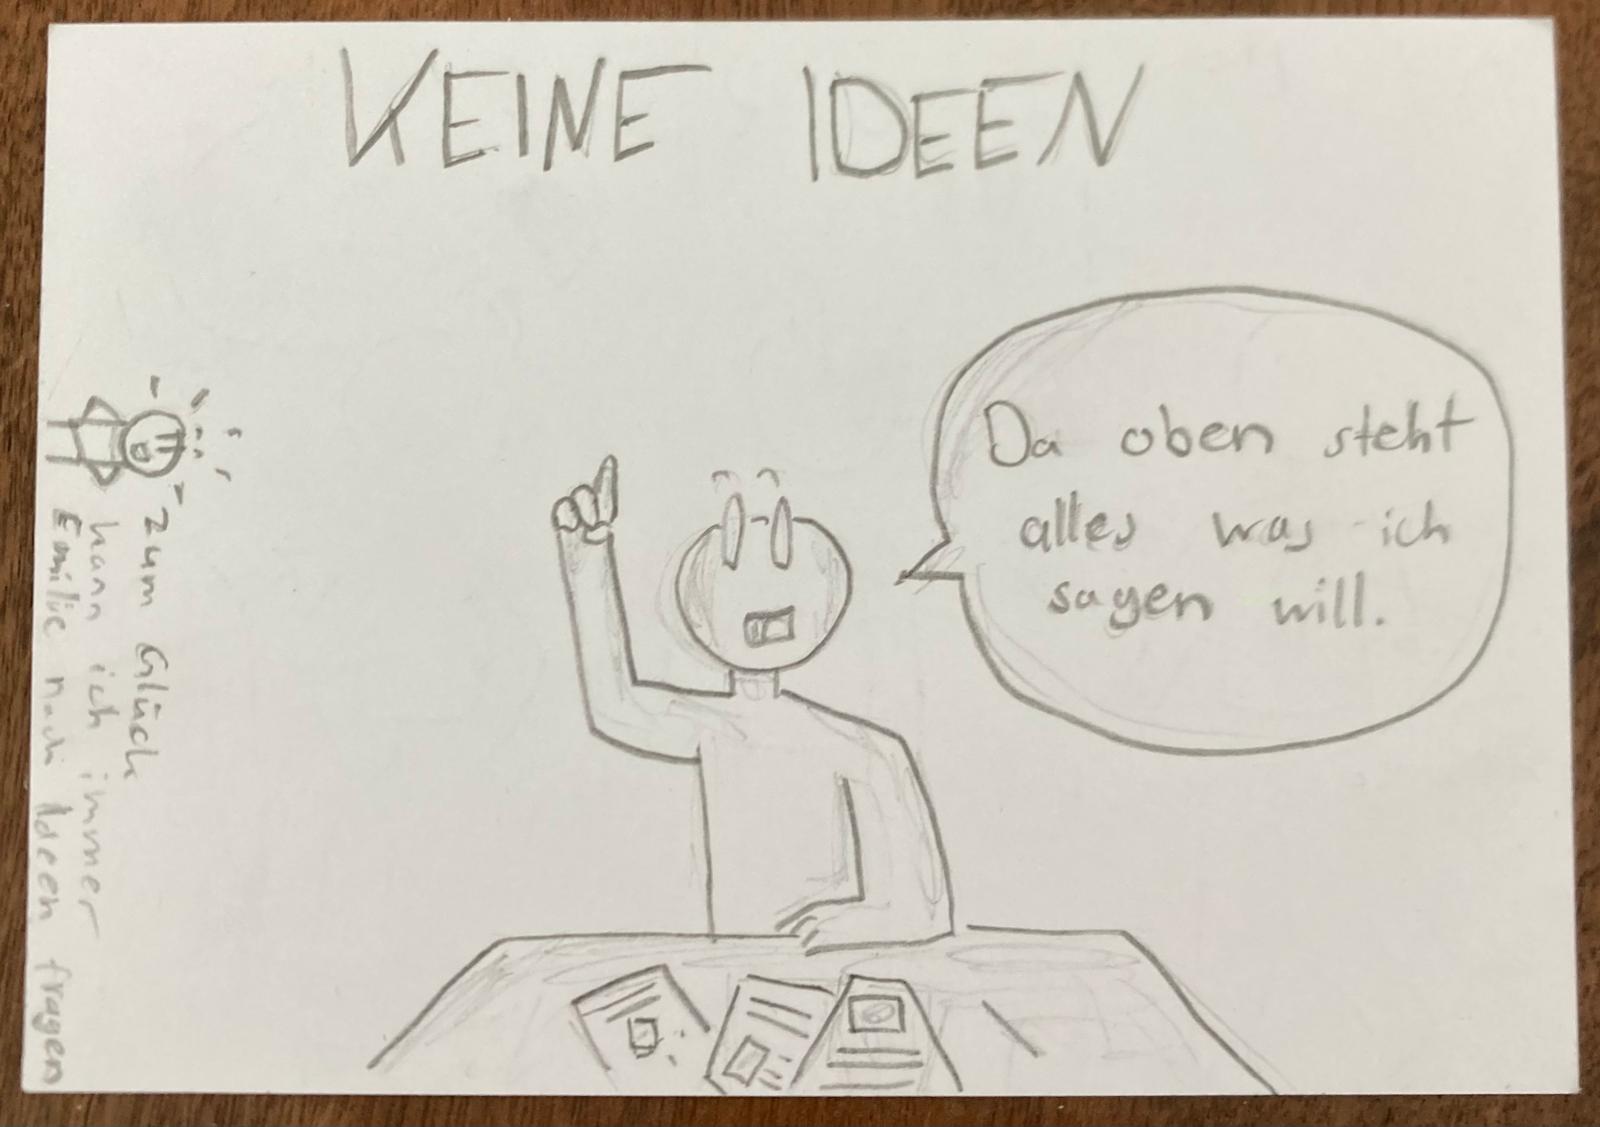 KEINE IDEEN
Da oben steht
alles was ich
sagen will.
zum Glück
kann ich immer
Emilie nach Ideen fragen